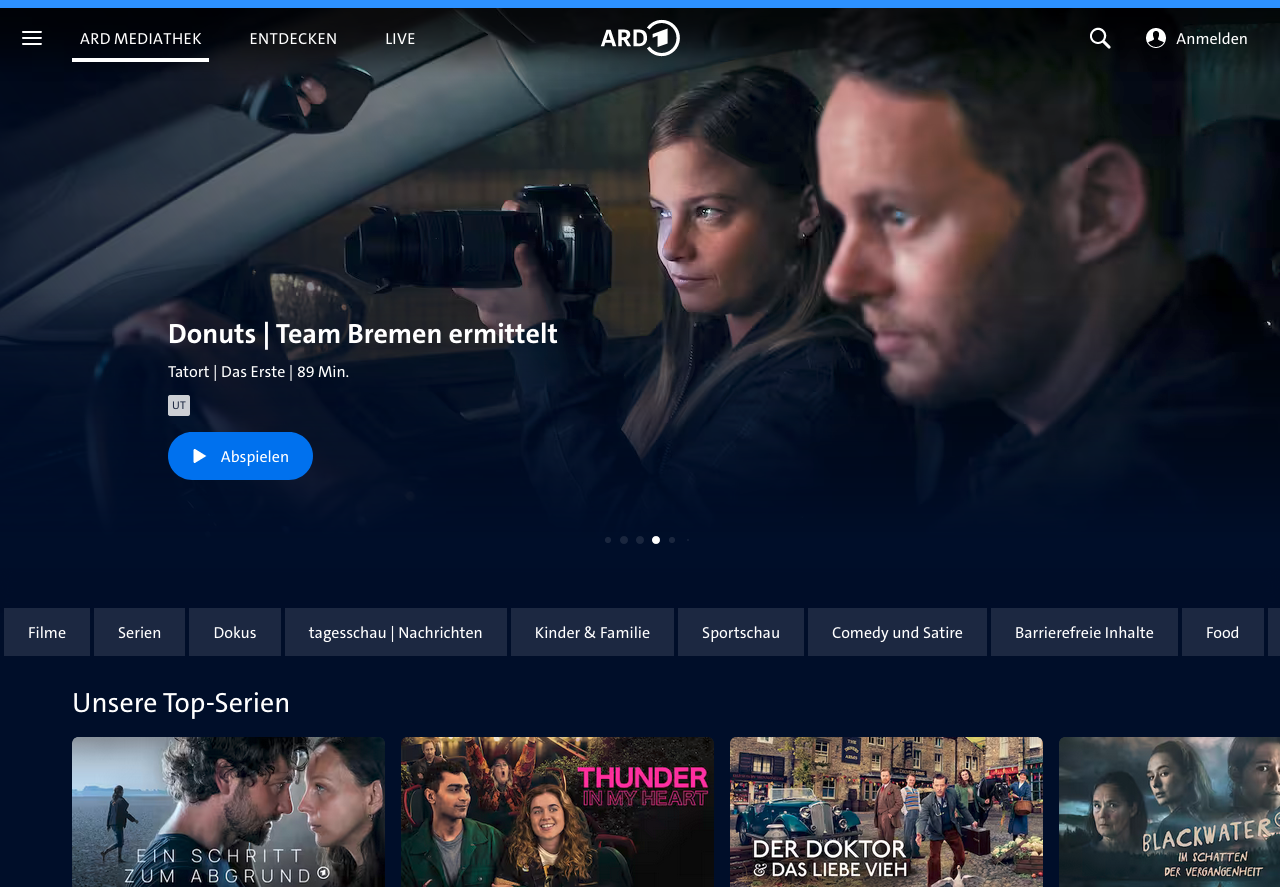 ARD MEDIATHEK
ENTDECKEN
LIVE
ARD 1
Anmelden
Donuts | Team Bremen ermittelt
Tatort | Das Erste | 89 Min.
UT
Abspielen
Filme
Serien
Dokus
tagesschau | Nachrichten
Kinder & Familie
Sportschau
Comedy und Satire
Barrierefreie Inhalte
Food
Unsere Top-Serien
EIN SCHRITT
ZUM ABGRUND
THUNDER
IN MY HEART
DER DOKTOR
& DAS LIEBE VIEH
BLACKWATER
IM SCHATTEN
DER VERGANGENHEIT